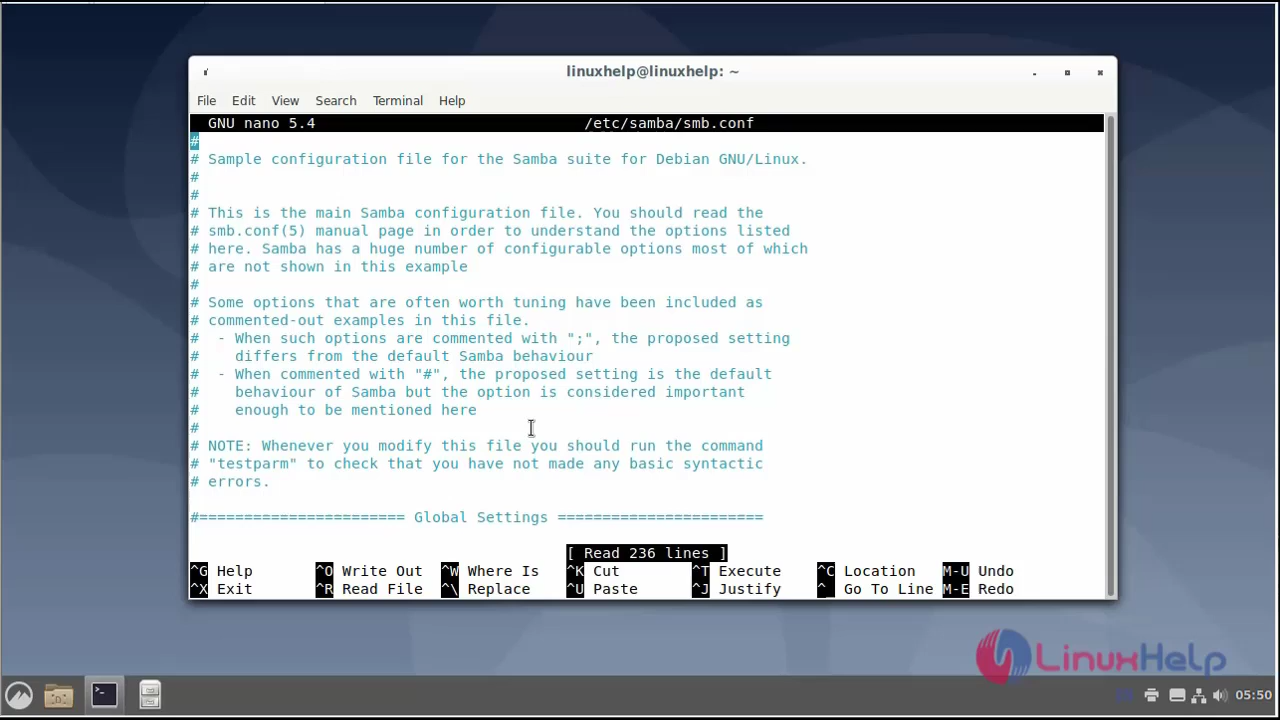 linuxhelp@linuxhelp: ~
File Edit View Search Terminal Help
GNU nano 5.4 /etc/samba/smb.conf
#
# Sample configuration file for the Samba suite for Debian GNU/Linux.
#
#
# This is the main Samba configuration file. You should read the
# smb.conf(5) manual page in order to understand the options listed
# here. Samba has a huge number of configurable options most of which
# are not shown in this example
#
# Some options that are often worth tuning have been included as
# commented-out examples in this file.
#  - When such options are commented with ";", the proposed setting
#    differs from the default Samba behaviour
#  - When commented with "#", the proposed setting is the default
#    behaviour of Samba but the option is considered important
#    enough to be mentioned here
#
# NOTE: Whenever you modify this file you should run the command
# "testparm" to check that you have not made any basic syntactic
# errors.
#======================= Global Settings =======================
[ Read 236 lines ]
^G Help ^O Write Out ^W Where Is ^K Cut ^T Execute ^C Location M-U Undo
^X Exit ^R Read File ^\ Replace ^U Paste ^J Justify ^_ Go To Line M-E Redo
LinuxHelp
05:50